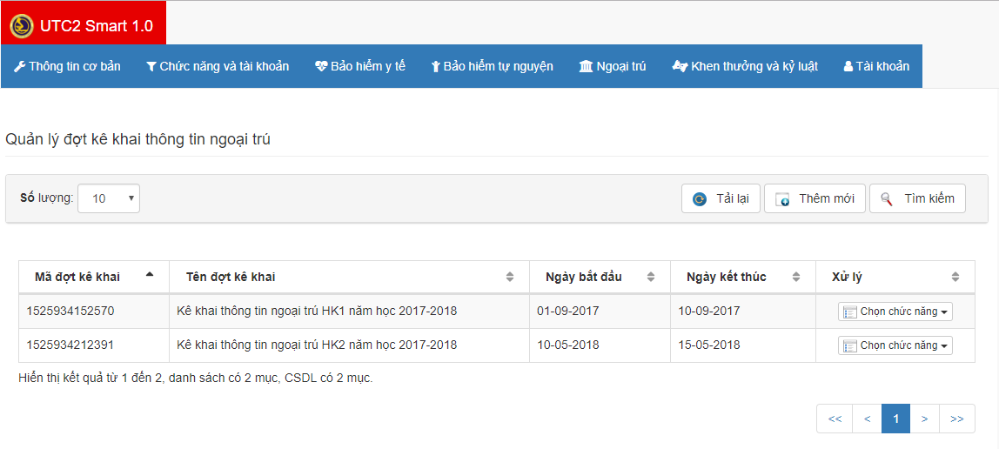 UTC2 Smart 1.0
Thông tin cơ bản Chức năng và tài khoản Bảo hiểm y tế Bảo hiểm tự nguyện Ngoại trú Khen thưởng và kỷ luật Tài khoản
Quản lý đợt kê khai thông tin ngoại trú
Số lượng: 10 Tải lại Thêm mới Tìm kiếm
Mã đợt kê khai Tên đợt kê khai Ngày bắt đầu Ngày kết thúc Xử lý
1525934152570 Kê khai thông tin ngoại trú HK1 năm học 2017-2018 01-09-2017 10-09-2017 Chọn chức năng
1525934212391 Kê khai thông tin ngoại trú HK2 năm học 2017-2018 10-05-2018 15-05-2018 Chọn chức năng
Hiển thị kết quả từ 1 đến 2, danh sách có 2 mục, CSDL có 2 mục.
<< < 1 > >>